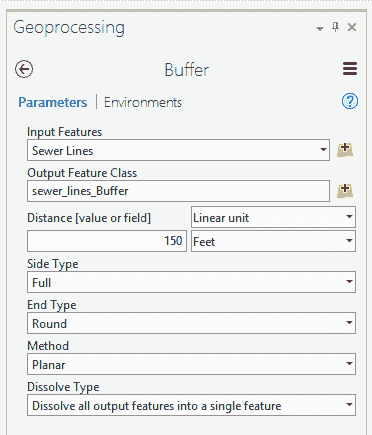 Geoprocessing
Buffer
Parameters | Environments
Input Features
Sewer Lines
Output Feature Class
sewer_lines_Buffer
Distance [value or field] Linear unit
150 Feet
Side Type
Full
End Type
Round
Method
Planar
Dissolve Type
Dissolve all output features into a single feature